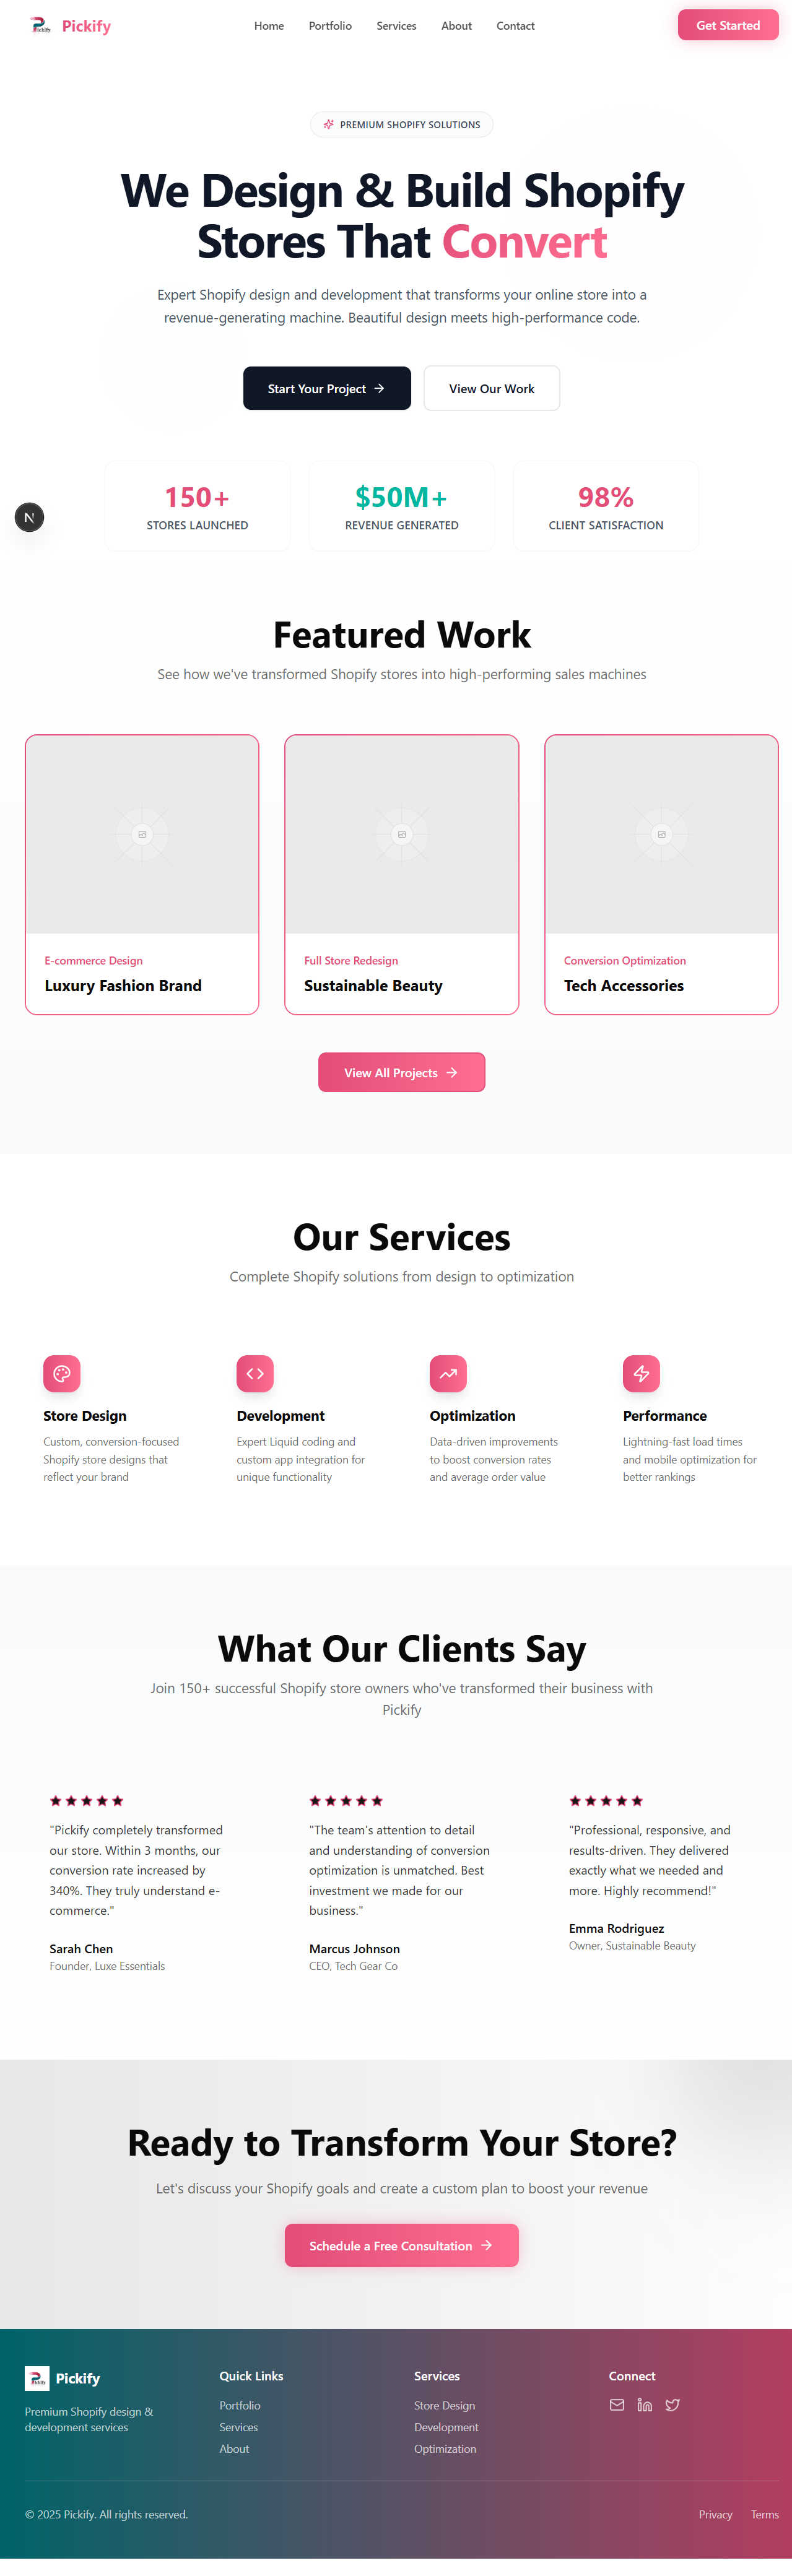 Pickify
Home
Portfolio
Services
About
Contact
Get Started
PREMIUM SHOPIFY SOLUTIONS
We Design & Build Shopify
Stores That Convert
Expert Shopify design and development that transforms your online store into a
revenue-generating machine. Beautiful design meets high-performance code.
Start Your Project
View Our Work
150+
STORES LAUNCHED
$50M+
REVENUE GENERATED
98%
CLIENT SATISFACTION
N
Featured Work
See how we've transformed Shopify stores into high-performing sales machines
E-commerce Design
Luxury Fashion Brand
Full Store Redesign
Sustainable Beauty
Conversion Optimization
Tech Accessories
View All Projects
Our Services
Complete Shopify solutions from design to optimization
Store Design
Custom, conversion-focused
Shopify store designs that
reflect your brand
Development
Expert Liquid coding and
custom app integration for
unique functionality
Optimization
Data-driven improvements
to boost conversion rates
and average order value
Performance
Lightning-fast load times
and mobile optimization for
better rankings
What Our Clients Say
Join 150+ successful Shopify store owners who've transformed their business with
Pickify
"Pickify completely transformed
our store. Within 3 months, our
conversion rate increased by
340%. They truly understand e-
commerce."
Sarah Chen
Founder, Luxe Essentials
"The team's attention to detail
and understanding of conversion
optimization is unmatched. Best
investment we made for our
business."
Marcus Johnson
CEO, Tech Gear Co
"Professional, responsive, and
results-driven. They delivered
exactly what we needed and
more. Highly recommend!"
Emma Rodriguez
Owner, Sustainable Beauty
Ready to Transform Your Store?
Let's discuss your Shopify goals and create a custom plan to boost your revenue
Schedule a Free Consultation
Pickify
Premium Shopify design &
development services
Quick Links
Portfolio
Services
About
Services
Store Design
Development
Optimization
Connect
© 2025 Pickify. All rights reserved.
Privacy
Terms